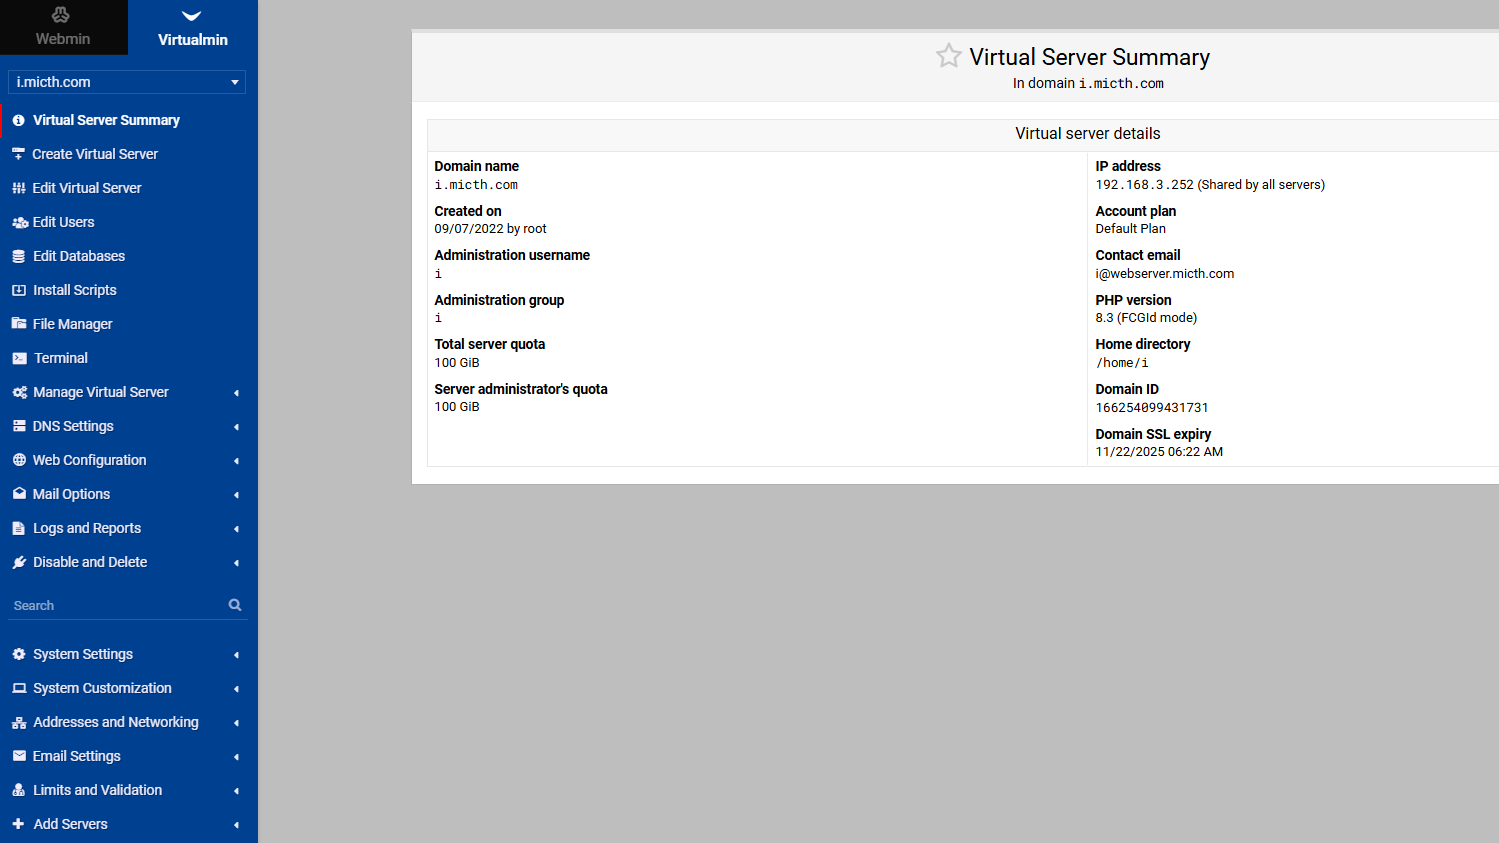 Webmin
Virtualmin
i.micth.com
Virtual Server Summary
Create Virtual Server
Edit Virtual Server
Edit Users
Edit Databases
Install Scripts
File Manager
Terminal
Manage Virtual Server
DNS Settings
Web Configuration
Mail Options
Logs and Reports
Disable and Delete
Search
System Settings
System Customization
Addresses and Networking
Email Settings
Limits and Validation
Add Servers
Virtual Server Summary
In domain i.micth.com
Virtual server details
Domain name
i.micth.com
Created on
09/07/2022 by root
Administration username
i
Administration group
i
Total server quota
100 GiB
Server administrator's quota
100 GiB
IP address
192.168.3.252 (Shared by all servers)
Account plan
Default Plan
Contact email
i@webserver.micth.com
PHP version
8.3 (FCGId mode)
Home directory
/home/i
Domain ID
166254099431731
Domain SSL expiry
11/22/2025 06:22 AM